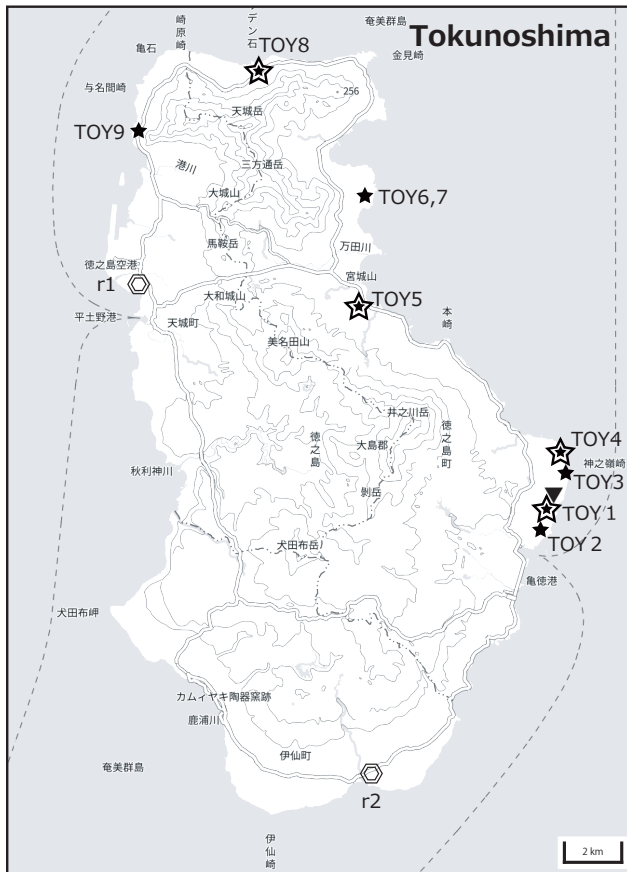 Tokunoshima
奄美群島
崎原崎
デン石
亀石
金見崎
TOY8
与名間崎
256
天城岳
TOY9
港川
三方通岳
大城山
TOY6,7
馬鞍岳
万田川
徳之島空港
宮城山
r1
大和城山
TOY5
平土野港
天城町
本崎
美名田山
井之川岳
徳之島町
大島郡
徳之島
TOY4
神之嶺崎
秋利神川
剝岳
TOY3
TOY1
犬田布岳
TOY2
亀徳港
犬田布岬
カムィヤキ陶器窯跡
鹿浦川
伊仙町
奄美群島
r2
伊仙崎
2 km